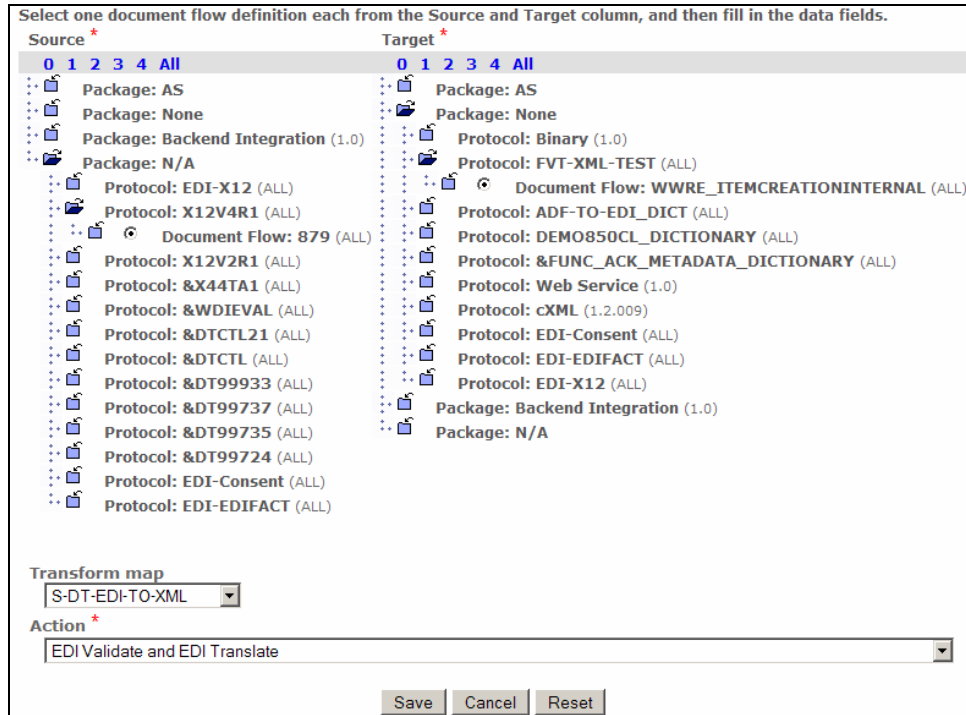 Select one document flow definition each from the Source and Target column, and then fill in the data fields.
Source *
0 1 2 3 4 All
Package: AS
Package: None
Package: Backend Integration (1.0)
Package: N/A
Protocol: EDI-X12 (ALL)
Protocol: X12V4R1 (ALL)
Document Flow: 879 (ALL)
Protocol: X12V2R1 (ALL)
Protocol: &X44TA1 (ALL)
Protocol: &WDIEVAL (ALL)
Protocol: &DTCTL21 (ALL)
Protocol: &DTCTL (ALL)
Protocol: &DT99933 (ALL)
Protocol: &DT99737 (ALL)
Protocol: &DT99735 (ALL)
Protocol: &DT99724 (ALL)
Protocol: EDI-Consent (ALL)
Protocol: EDI-EDIFACT (ALL)
Target *
0 1 2 3 4 All
Package: AS
Package: None
Protocol: Binary (1.0)
Protocol: FVT-XML-TEST (ALL)
Document Flow: WWRE_ITEMCREATIONINTERNAL (ALL)
Protocol: ADF-TO-EDI_DICT (ALL)
Protocol: DEMO850CL_DICTIONARY (ALL)
Protocol: &FUNC_ACK_METADATA_DICTIONARY (ALL)
Protocol: Web Service (1.0)
Protocol: cXML (1.2.009)
Protocol: EDI-Consent (ALL)
Protocol: EDI-EDIFACT (ALL)
Protocol: EDI-X12 (ALL)
Package: Backend Integration (1.0)
Package: N/A
Transform map
S-DT-EDI-TO-XML
Action *
EDI Validate and EDI Translate
Save Cancel Reset